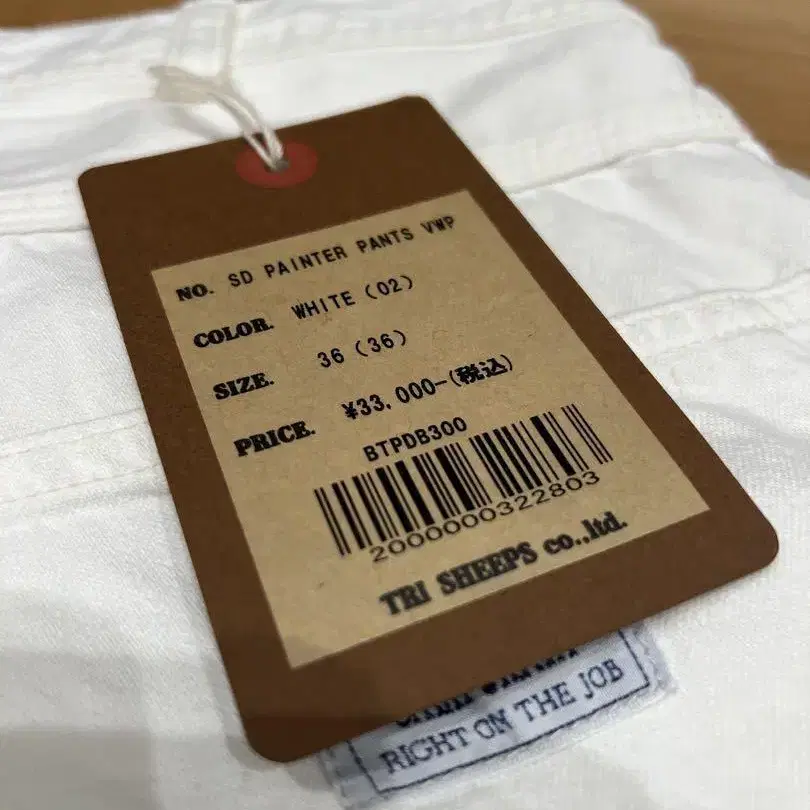 NO. SD PAINTER PANTS VWP
COLOR. WHITE(02)
SIZE. 36(36)
PRICE. ¥33,000-(税込)
BTPDB300
2000000322803
TRI SHEEPS co.,ltd.
RIGHT ON THE JOB